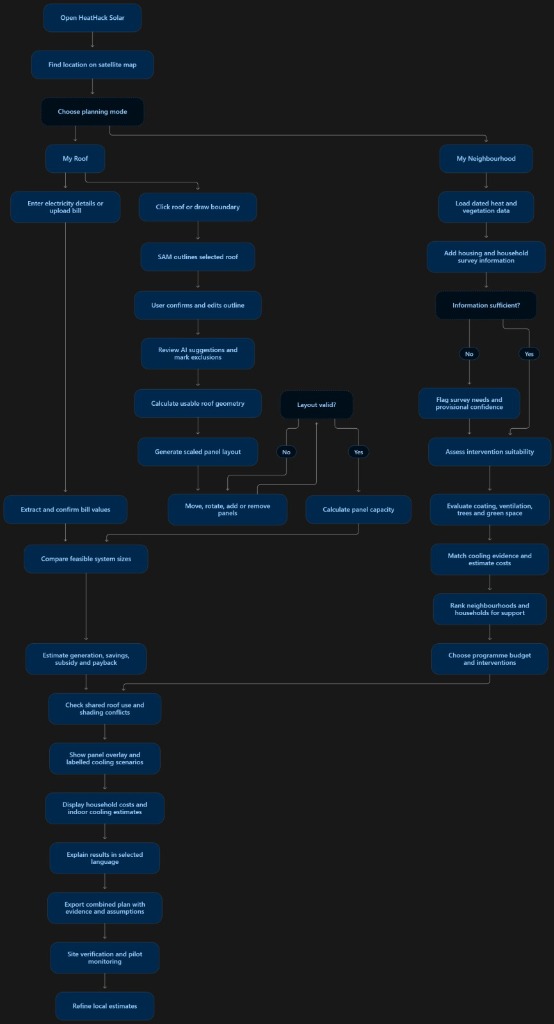 Open HeatHack Solar
Find location on satellite map
Choose planning mode
My Roof
My Neighbourhood
Enter electricity details or
upload bill
Click roof or draw boundary
Load dated heat and
vegetation data
SAM outlines selected roof
Add housing and household
survey information
User confirms and edits outline
Information sufficient?
Review AI suggestions and
mark exclusions
No
Yes
Calculate usable roof geometry
Layout valid?
Flag survey needs and
provisional confidence
Generate scaled panel layout
No
Yes
Assess intervention suitability
Extract and confirm bill values
Move, rotate, add or remove
panels
Calculate panel capacity
Evaluate coating, ventilation,
trees and green space
Compare feasible system sizes
Match cooling evidence and
estimate costs
Rank neighbourhoods and
households for support
Estimate generation, savings,
subsidy and payback
Choose programme budget
and interventions
Check shared roof use and
shading conflicts
Show panel overlay and
labelled cooling scenarios
Display household costs and
indoor cooling estimates
Explain results in selected
language
Export combined plan with
evidence and assumptions
Site verification and pilot
monitoring
Refine local estimates